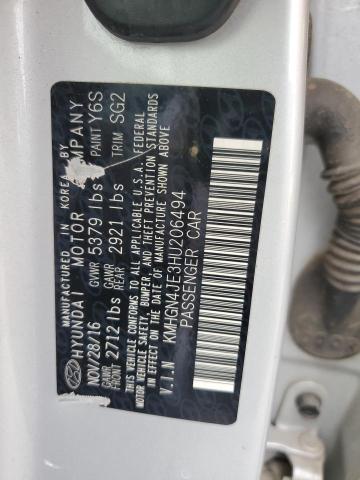 MANUFACTURED IN KOREA BY
HYUNDAI MOTOR COMPANY
NOV/28/16 GVWR 5379 lbs PAINT Y6S
GAWR FRONT 2712 lbs GAWR REAR 2921 lbs TRIM SG2
THIS VEHICLE CONFORMS TO ALL APPLICABLE U.S.A. FEDERAL
MOTOR VEHICLE SAFETY, BUMPER, AND THEFT PREVENTION STANDARDS
IN EFFECT ON THE DATE OF MANUFACTURE SHOWN ABOVE
V.I.N KMHGN4JE3HU206494
PASSENGER CAR